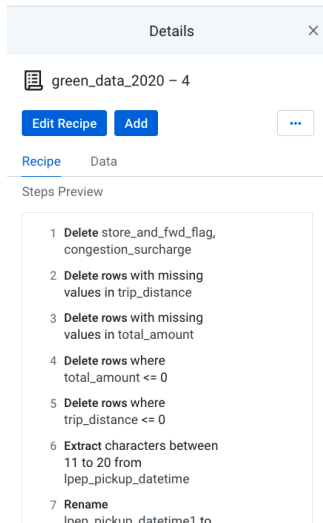 Details ×
green_data_2020 – 4
Edit Recipe Add ...
Recipe Data
Steps Preview
1 Delete store_and_fwd_flag,
congestion_surcharge
2 Delete rows with missing
values in trip_distance
3 Delete rows with missing
values in total_amount
4 Delete rows where
total_amount <= 0
5 Delete rows where
trip_distance <= 0
6 Extract characters between
11 to 20 from
lpep_pickup_datetime
7 Rename
lpep_pickup_datetime1 to